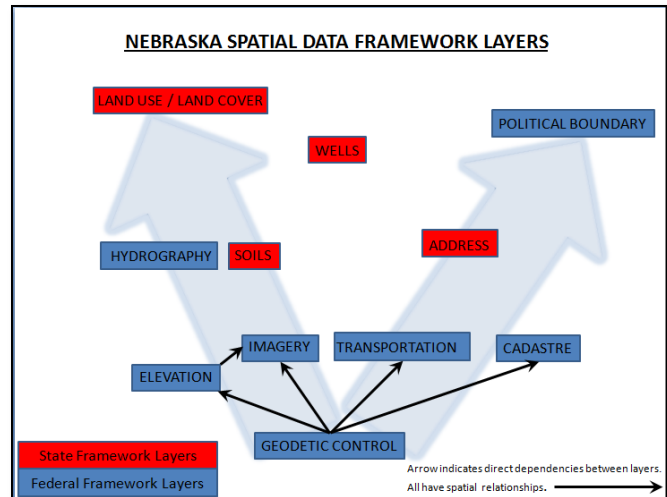 NEBRASKA SPATIAL DATA FRAMEWORK LAYERS
LAND USE / LAND COVER
POLITICAL BOUNDARY
WELLS
HYDROGRAPHY
SOILS
ADDRESS
IMAGERY
TRANSPORTATION
CADASTRE
ELEVATION
GEODETIC CONTROL
State Framework Layers
Federal Framework Layers
Arrow indicates direct dependencies between layers.
All have spatial relationships.